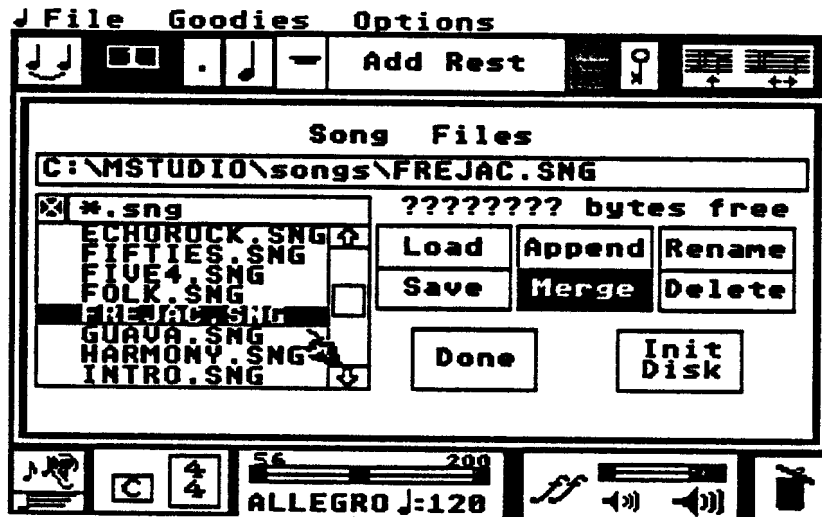 File Goodies Options
Add Rest
Song Files
C:\MSTUDIO\songs\FREJAC.SNG
*.sng
???????? bytes free
ECHOROCK.SNG
FIFTIES.SNG
FIVE4.SNG
FOLK.SNG
FREJAC.SNG
GUAVA.SNG
HARMONY.SNG
INTRO.SNG
Load Append Rename
Save Merge Delete
Done
Init
Disk
C
4
4
56 200
ALLEGRO ♩=120
ff